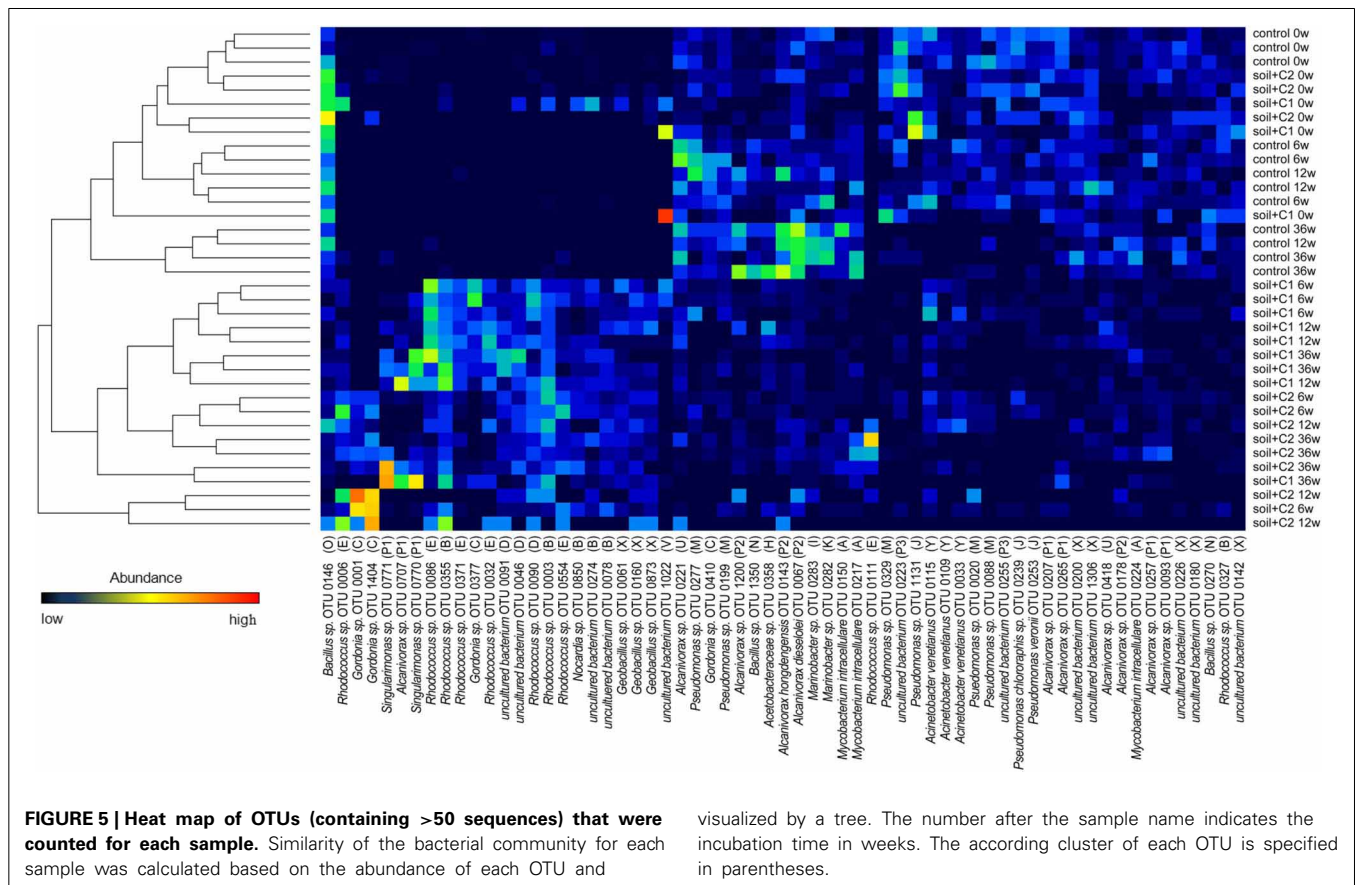 control 0w
control 0w
control 0w
soil+C2 0w
soil+C2 0w
soil+C1 0w
soil+C2 0w
soil+C1 0w
control 6w
control 6w
control 12w
control 12w
control 6w
soil+C1 0w
control 36w
control 12w
control 36w
control 36w
soil+C1 6w
soil+C1 6w
soil+C1 6w
soil+C1 12w
soil+C1 12w
soil+C1 36w
soil+C1 36w
soil+C1 12w
soil+C2 6w
soil+C2 6w
soil+C2 12w
soil+C2 36w
soil+C2 36w
soil+C2 36w
soil+C1 36w
soil+C2 12w
soil+C2 6w
soil+C2 12w
Abundance
low
high
Bacillus sp. OTU 0146 (O)
Rhodococcus sp. OTU 0006 (E)
Gordonia sp. OTU 0001 (C)
Gordonia sp. OTU 1404 (C)
Singularimonas OTU 0771 (P1)
Alcanivorax sp. OTU 0707 (P1)
Singularimonas OTU 0770 (P1)
Rhodococcus sp. OTU 0086 (E)
Rhodococcus sp. OTU 0355 (B)
Rhodococcus sp. OTU 0371 (E)
Gordonia sp. OTU 0377 (C)
Rhodococcus sp. OTU 0032 (E)
uncultured bacterium OTU 0091 (D)
uncultured bacterium OTU 0046 (D)
Rhodococcus sp. OTU 0090 (D)
Rhodococcus sp. OTU 0003 (B)
Rhodococcus sp. OTU 0554 (E)
Nocardia sp. OTU 0850 (B)
uncultured bacterium OTU 0274 (B)
uncultuered bacterium OTU 0078 (B)
Geobacillus sp. OTU 0061 (X)
Geobacillus sp. OTU 0160 (X)
Geobacillus sp. OTU 0873 (X)
uncultured bacterium OTU 1022 (V)
Alcanivorax sp. OTU 0221 (U)
Pseudomonas sp. OTU 0277 (M)
Gordonia sp. OTU 0410 (C)
Pseudomonas sp. OTU 0199 (M)
Alcanivorax sp. OTU 1200 (P2)
Bacillus sp. OTU 1350 (N)
Acetobacteraceae sp. OTU 0358 (H)
Alcanivorax hongdengensis OTU 0143 (P2)
Alcanivorax dieselolei OTU 0067 (P2)
Marinobacter sp. OTU 0283 (I)
Marinobacter sp. OTU 0282 (K)
Mycobacterium intracellulare OTU 0150 (A)
Mycobacterium intracellulare OTU 0217 (A)
Rhodococcus sp. OTU 0111 (E)
Pseudomonas sp. OTU 0329 (M)
uncultured bacterium OTU 0223 (P3)
Pseudomonas sp. OTU 1131 (J)
Acinetobacter venetianus OTU 0115 (Y)
Acinetobacter venetianus OTU 0109 (Y)
Acinetobacter venetianus OTU 0033 (Y)
Psuedomonas sp. OTU 0020 (M)
Pseudomonas sp. OTU 0088 (M)
uncultured bacterium OTU 0255 (P3)
Pseudomonas chloraphis sp. OTU 0239 (J)
Pseudomonas veronii OTU 0253 (J)
Alcanivorax sp. OTU 0207 (P1)
Alcanivorax sp. OTU 0265 (P1)
uncultured bacterium OTU 0200 (X)
uncultured bacterium OTU 1306 (X)
Alcanivorax sp. OTU 0418 (U)
Alcanivorax sp. OTU 0178 (P2)
Mycobacterium intracellulare OTU 0224 (A)
Alcanivorax sp. OTU 0257 (P1)
Alcanivorax sp. OTU 0093 (P1)
uncultured bacteium OTU 0226 (X)
uncultured bacterium OTU 0180 (X)
Bacillus sp. OTU 0270 (N)
Rhodococcus sp. OTU 0327 (B)
uncultured bacterium OTU 0142 (X)
FIGURE 5 | Heat map of OTUs (containing >50 sequences) that were
counted for each sample. Similarity of the bacterial community for each
sample was calculated based on the abundance of each OTU and
visualized by a tree. The number after the sample name indicates the
incubation time in weeks. The according cluster of each OTU is specified
in parentheses.